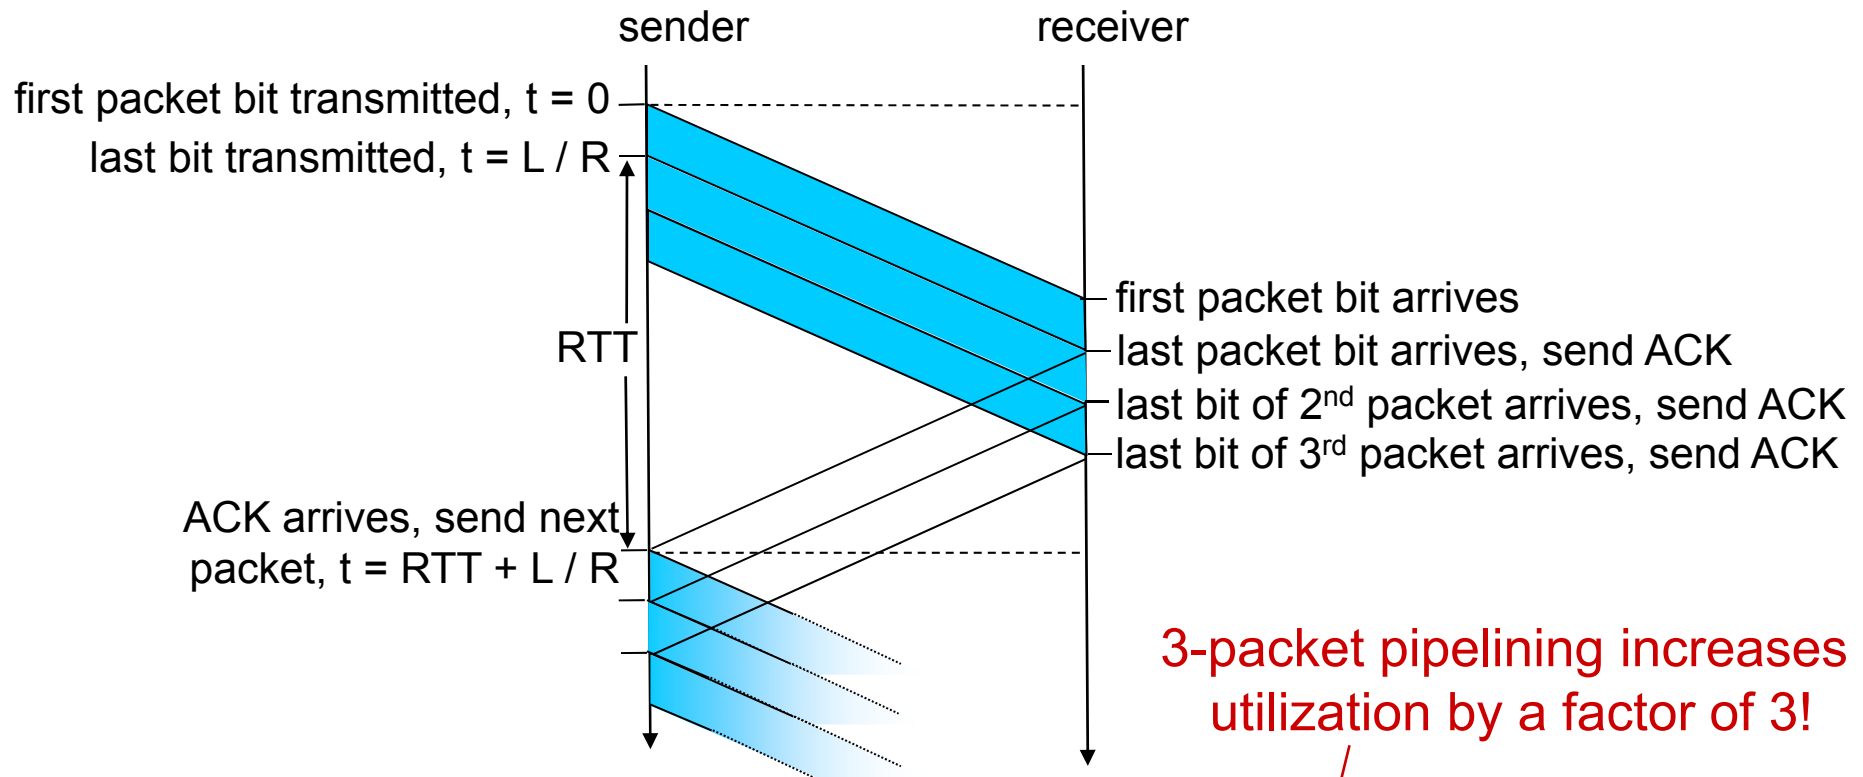 sender
receiver
first packet bit transmitted, t = 0
last bit transmitted, t = L / R
first packet bit arrives
RTT
last packet bit arrives, send ACK
last bit of 2nd packet arrives, send ACK
last bit of 3rd packet arrives, send ACK
ACK arrives, send next
packet, t = RTT + L / R
3-packet pipelining increases
utilization by a factor of 3!